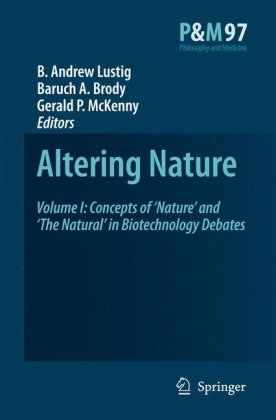 P&M 97
Philosophy and Medicine
B. Andrew Lustig
Baruch A. Brody
Gerald P. McKenny
Editors
Altering Nature
Volume I: Concepts of ‘Nature’ and
‘The Natural’ in Biotechnology Debates
Springer